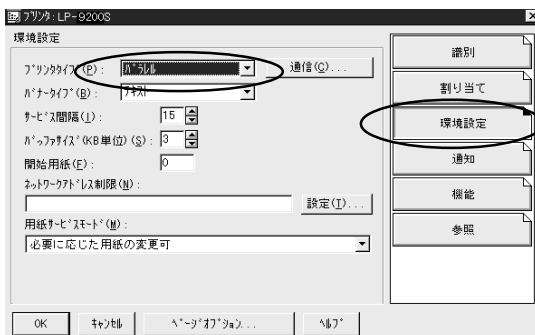 ﾌﾟﾘﾝﾀ: LP-9200S
環境設定
ﾌﾟﾘﾝﾀﾀｲﾌﾟ(P): ﾊﾟﾗﾚﾙ 通信(C)...
ﾊﾞﾅｰﾀｲﾌﾟ(B): ﾃｷｽﾄ
ｻｰﾋﾞｽ間隔(I): 15
ﾊﾞｯﾌｧｻｲｽﾞ(KB単位)(S): 3
開始用紙(F): 0
ﾈｯﾄﾜｰｸｱﾄﾞﾚｽ制限(N):
設定(T)...
用紙ｻｰﾋﾞｽﾓｰﾄﾞ(M):
必要に応じた用紙の変更可
OK ｷｬﾝｾﾙ ﾍﾟｰｼﾞｵﾌﾟｼｮﾝ... ﾍﾙﾌﾟ
識別
割り当て
環境設定
通知
機能
参照